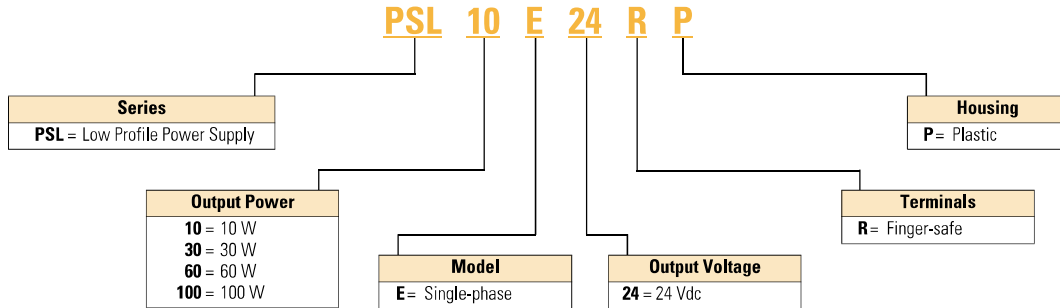 PSL 10 E 24 R P
Series
PSL = Low Profile Power Supply
Housing
P = Plastic
Output Power
10 = 10 W
30 = 30 W
60 = 60 W
100 = 100 W
Terminals
R = Finger-safe
Model
E = Single-phase
Output Voltage
24 = 24 Vdc